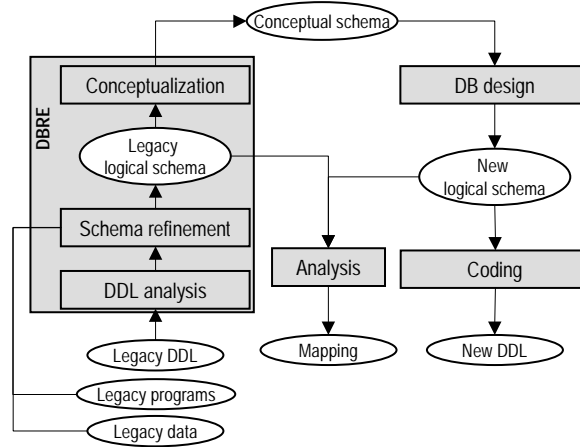 Conceptual schema
Conceptualization
DB design
DBRE
Legacy
logical schema
New
logical schema
Schema refinement
Analysis
Coding
DDL analysis
Legacy DDL
Mapping
New DDL
Legacy programs
Legacy data